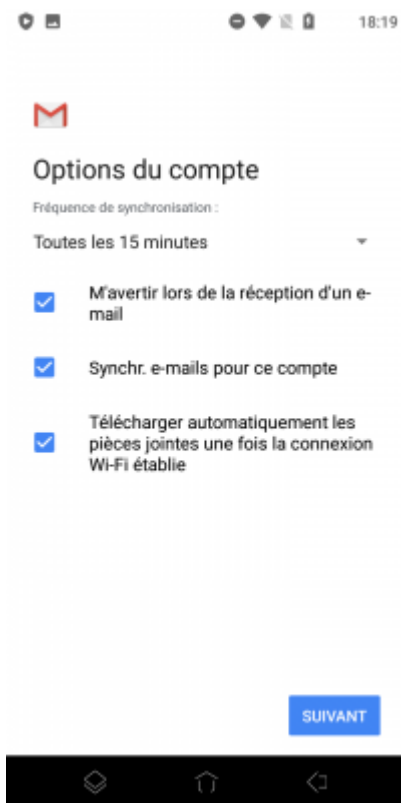 18:19
Options du compte
Fréquence de synchronisation :
Toutes les 15 minutes
M'avertir lors de la réception d'un e-
mail
Synchr. e-mails pour ce compte
Télécharger automatiquement les
pièces jointes une fois la connexion
Wi-Fi établie
SUIVANT